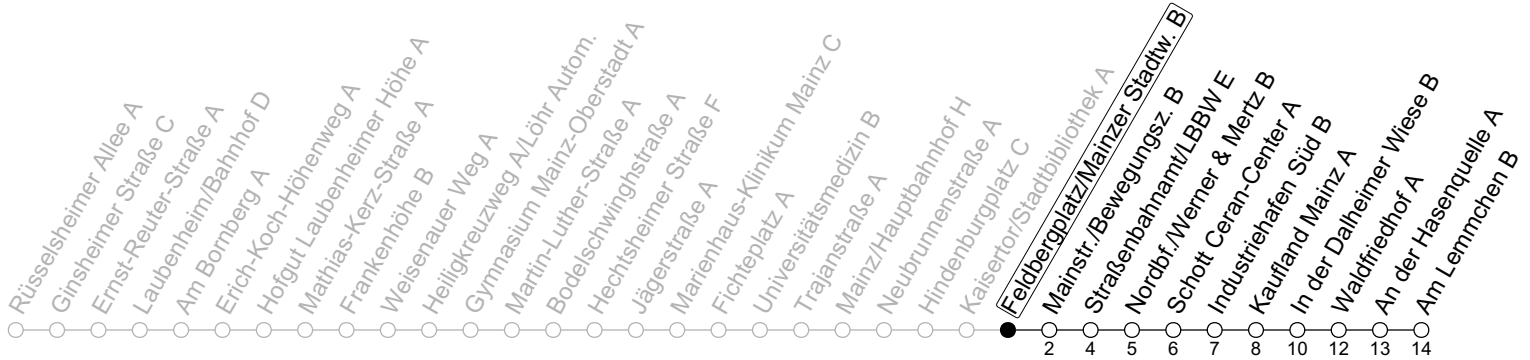 Rüsselsheimer Allee A
Ginsheimer Straße C
Ernst-Reuter-Straße A
Laubenheim/Bahnhof D
Am Bornberg A
Erich-Koch-Höhenweg A
Hofgut Laubenheimer Höhe A
Mathias-Kerz-Straße A
Frankenhöhe B
Weisenauer Weg A
Heiligkreuzweg A/Löhr Autom.
Gymnasium Mainz-Oberstadt A
Martin-Luther-Straße A
Bodelschwinghstraße A
Hechtsheimer Straße F
Jägerstraße A
Marienhaus-Klinikum Mainz C
Fichteplatz A
Universitätsmedizin B
Trajanstraße A
Mainz/Hauptbahnhof H
Neubrunnenstraße A
Hindenburgplatz C
Kaisertor/Stadtbibliothek A
Feldbergplatz/Mainzer Stadtw. B
Mainstr./Bewegungsz. B
Straßenbahnamt/LBBW E
Nordbf./Werner & Mertz B
Schott Ceran-Center A
Industriehafen Süd B
Kaufland Mainz A
In der Dalheimer Wiese B
Waldfriedhof A
An der Hasenquelle A
Am Lemmchen B
2 4 5 6 7 8 10 12 13 14